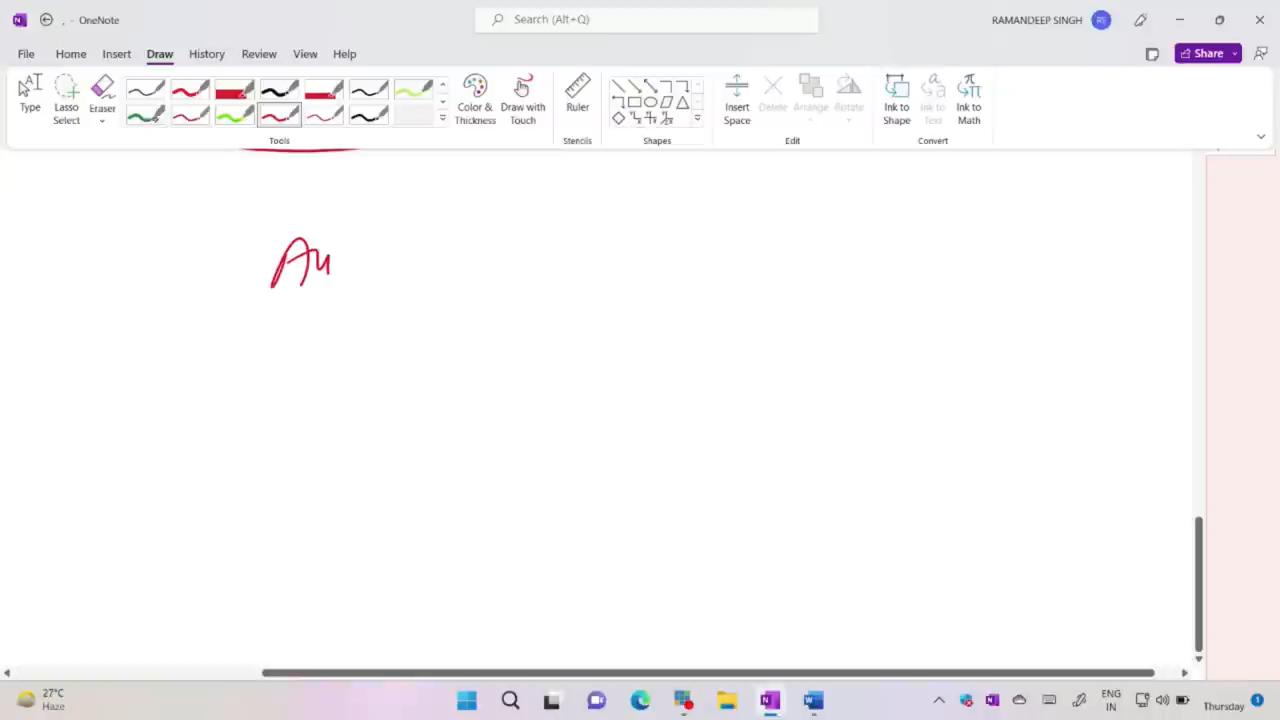 . - OneNote
Search (Alt+Q)
RAMANDEEP SINGH
RS
File Home Insert Draw History Review View Help
Share
Type
Lasso Select
Eraser
Color & Thickness
Draw with Touch
Ruler
Insert Space
Delete
Arrange
Rotate
Ink to Shape
Ink to Text
Ink to Math
Tools
Stencils
Shapes
Edit
Convert
27°C
Haze
ENG
IN
Thursday